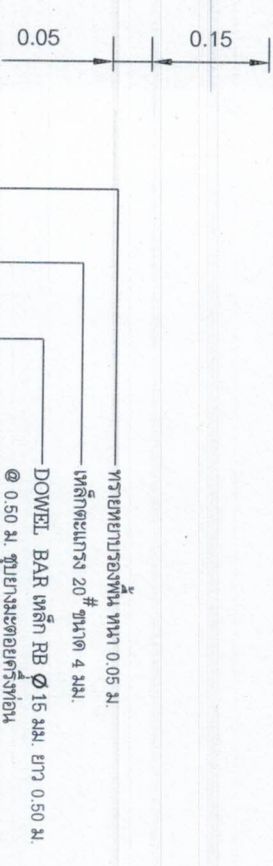 0.05
0.15
ทรายหยาบรองพื้น หนา 0.05 ม.
เหล็กตะแกรง 20# ขนาด 4 มม.
DOWEL BAR เหล็ก RB Ø 15 มม. ยาว 0.50 ม.
@ 0.50 ม. ชุบยางมะตอยครึ่งท่อน